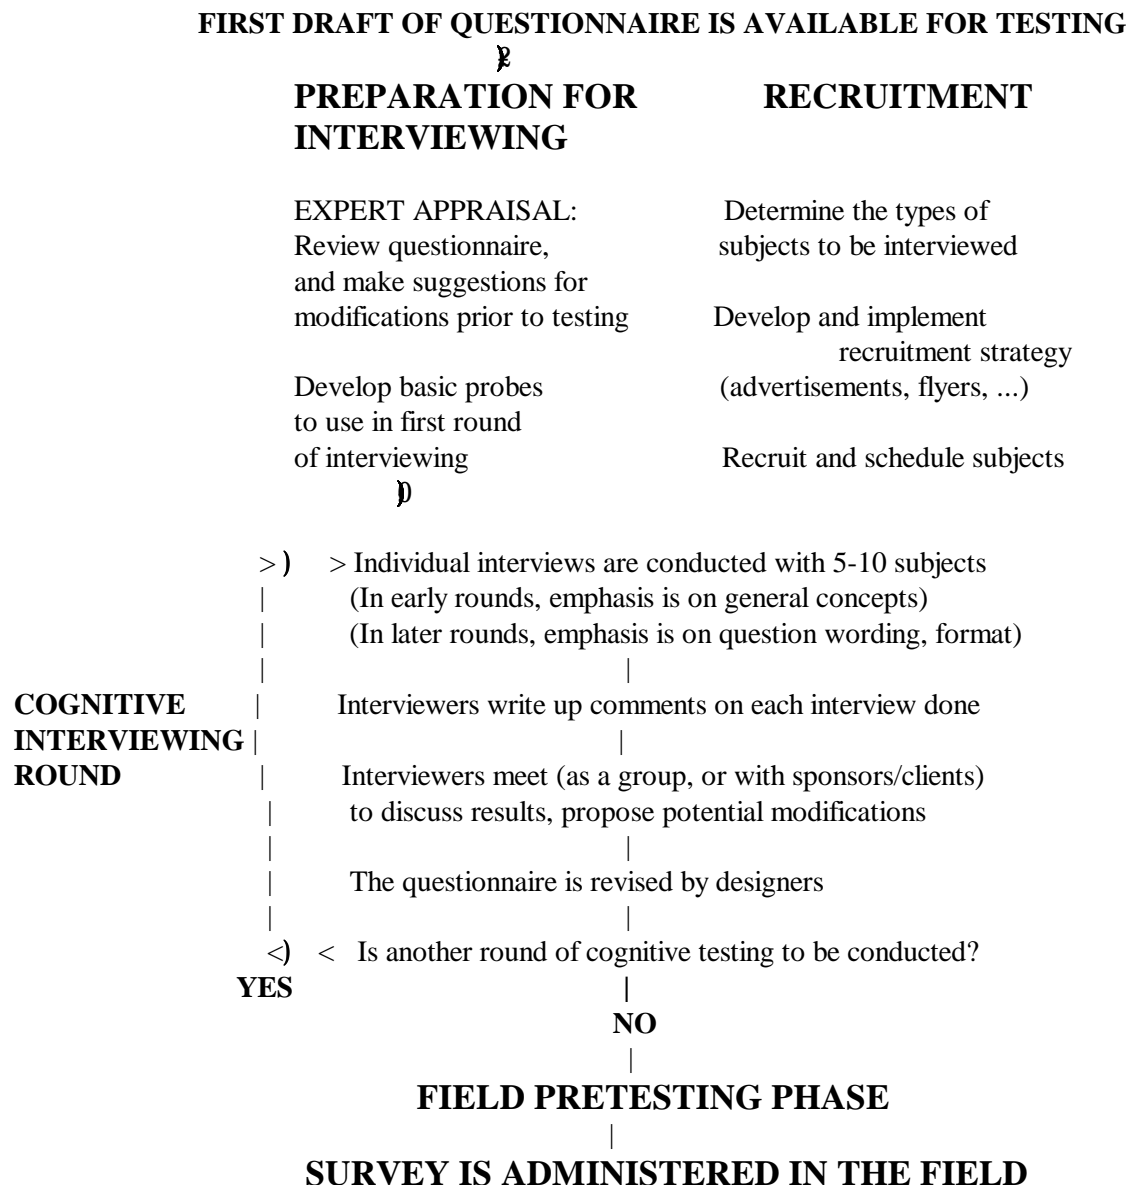 FIRST DRAFT OF QUESTIONNAIRE IS AVAILABLE FOR TESTING
PREPARATION FOR RECRUITMENT
INTERVIEWING
EXPERT APPRAISAL: Determine the types of
Review questionnaire, subjects to be interviewed
and make suggestions for
modifications prior to testing Develop and implement
recruitment strategy
Develop basic probes (advertisements, flyers, ...)
to use in first round
of interviewing Recruit and schedule subjects
>) > Individual interviews are conducted with 5-10 subjects
| (In early rounds, emphasis is on general concepts)
| (In later rounds, emphasis is on question wording, format)
| |
COGNITIVE | Interviewers write up comments on each interview done
INTERVIEWING | |
ROUND | Interviewers meet (as a group, or with sponsors/clients)
| to discuss results, propose potential modifications
| |
| The questionnaire is revised by designers
| |
<) < Is another round of cognitive testing to be conducted?
YES |
NO
|
FIELD PRETESTING PHASE
|
SURVEY IS ADMINISTERED IN THE FIELD